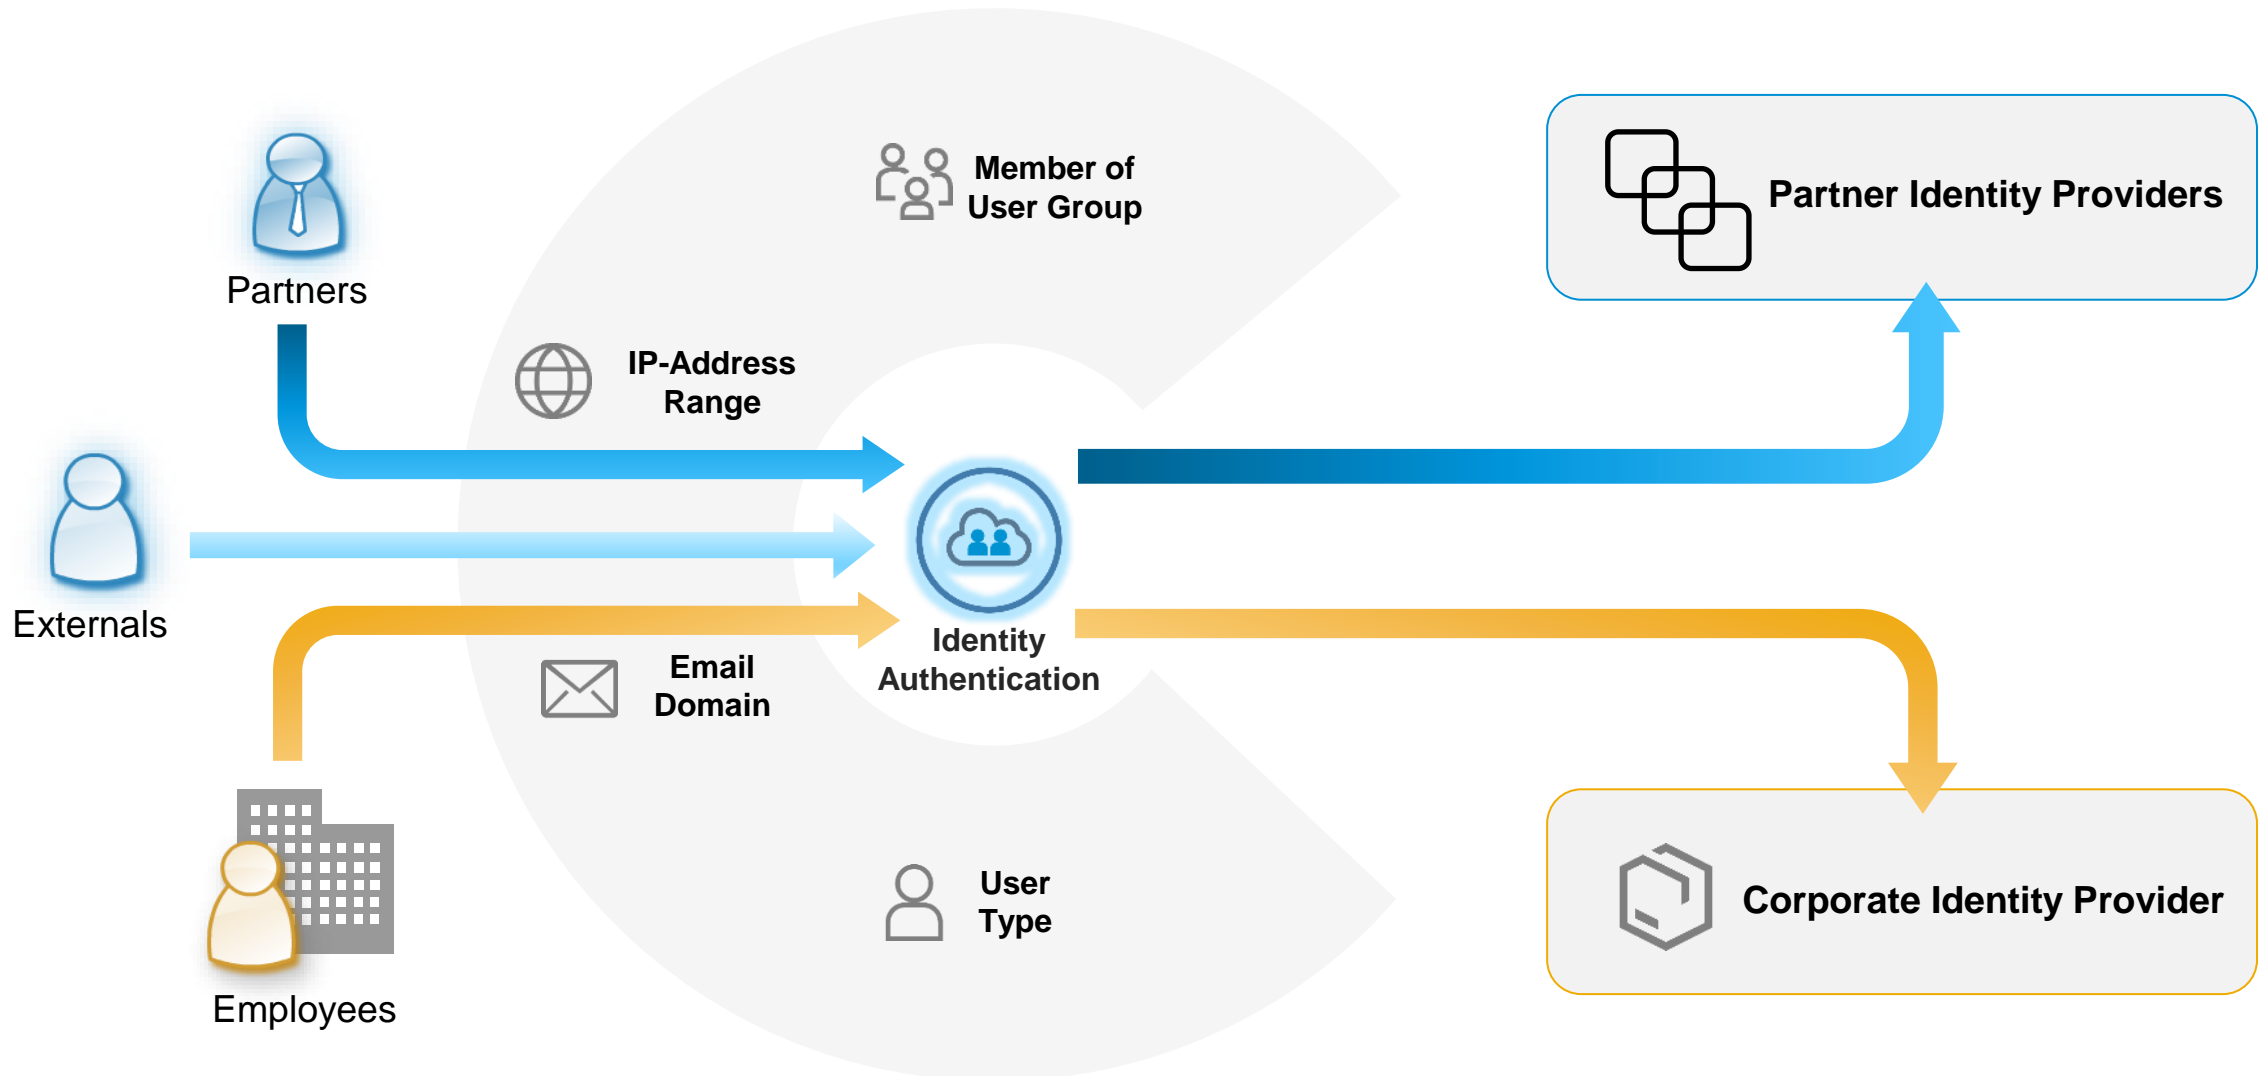 Member of
User Group
Partner Identity Providers
Partners
IP-Address
Range
Externals
Identity
Authentication
Email
Domain
User
Type
Corporate Identity Provider
Employees